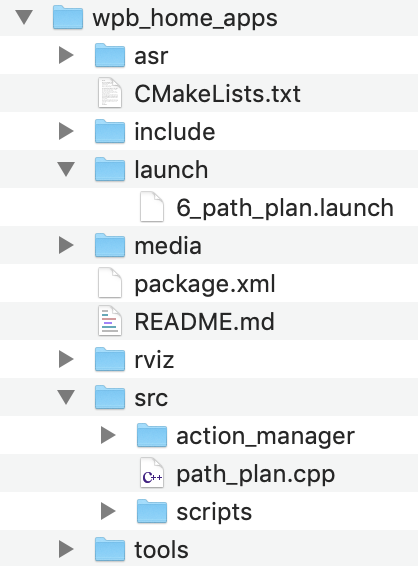 wpb_home_apps
asr
CMakeLists.txt
include
launch
6_path_plan.launch
media
package.xml
README.md
rviz
src
action_manager
C++ path_plan.cpp
scripts
tools